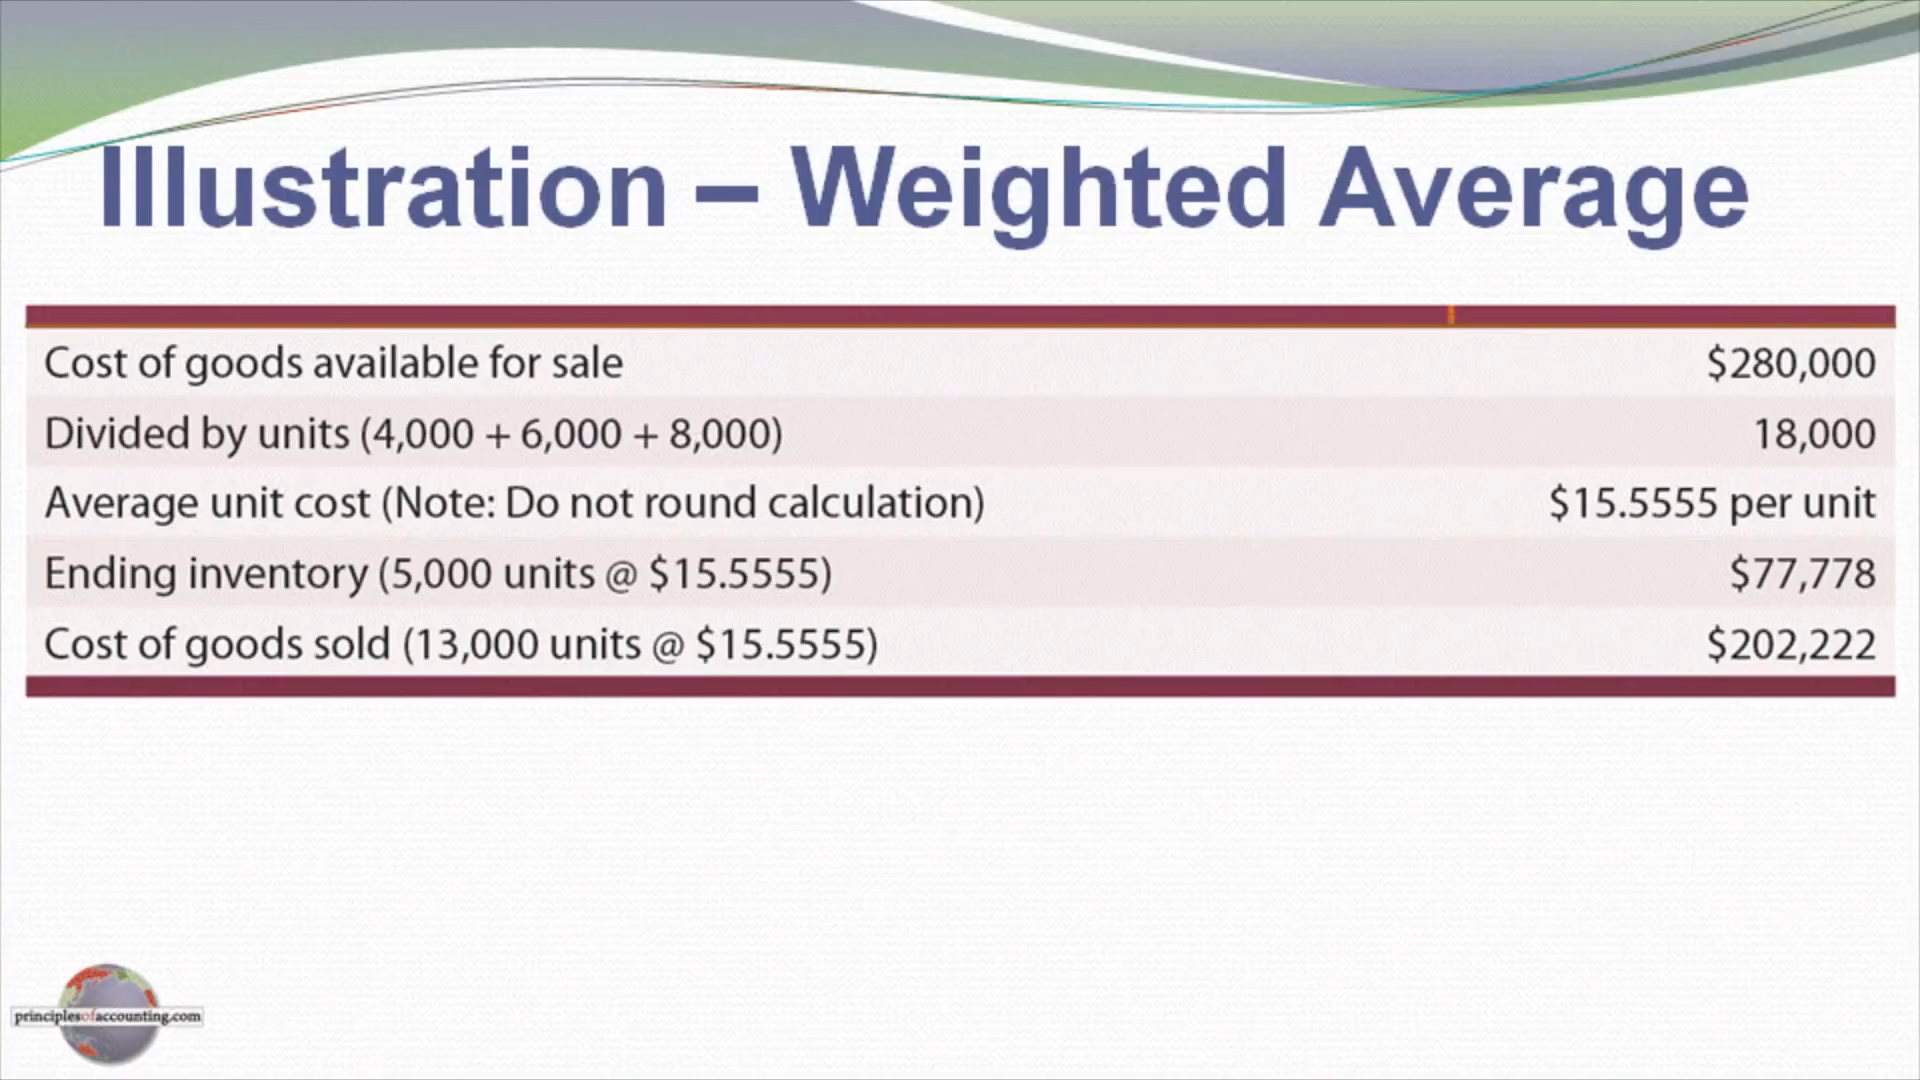 Illustration – Weighted Average
Cost of goods available for sale $280,000
Divided by units (4,000 + 6,000 + 8,000) 18,000
Average unit cost (Note: Do not round calculation) $15.5555 per unit
Ending inventory (5,000 units @ $15.5555) $77,778
Cost of goods sold (13,000 units @ $15.5555) $202,222
principlesofaccounting.com